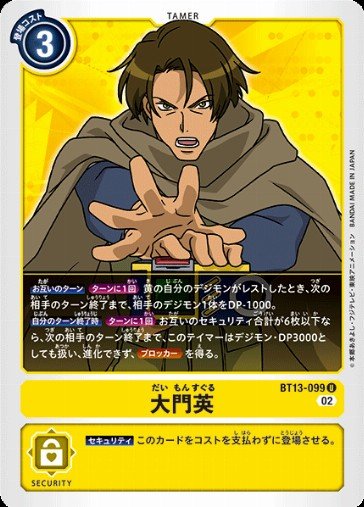 TAMER
登場コスト
3
お互いのターン ターンに1回 黄の自分のデジモンがレストしたとき、次の
相手のターン終了まで、相手のデジモン1体をDP-1000。
自分のターン終了時 ターンに1回 お互いのセキュリティ合計が6枚以下な
ら、次の相手のターン終了まで、このテイマーはデジモン・DP3000と
しても扱い、進化できず、ブロッカー を得る。
©本郷あきよし・フジテレビ・東映アニメーション BANDAI MADE IN JAPAN
BT13-099 U
だいもんすぐる
大門英
02
セキュリティ このカードをコストを支払わずに登場させる。
SECURITY